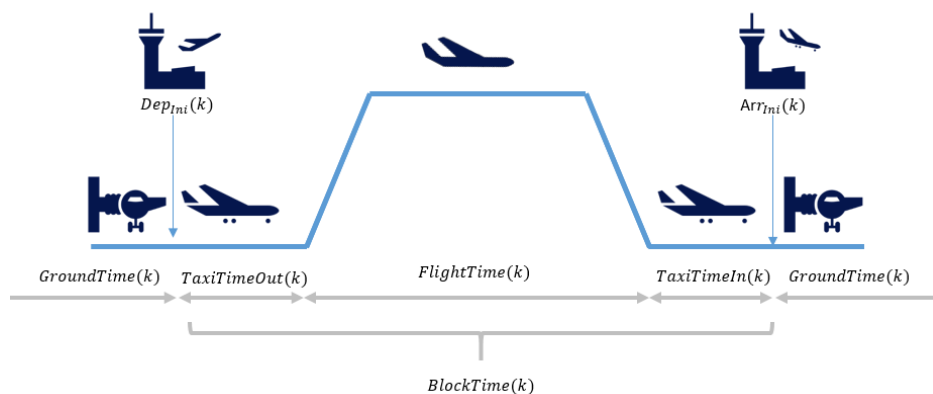 Dep_Ini(k)
Arr_Ini(k)
GroundTime(k)
TaxiTimeOut(k)
FlightTime(k)
TaxiTimeIn(k)
GroundTime(k)
BlockTime(k)